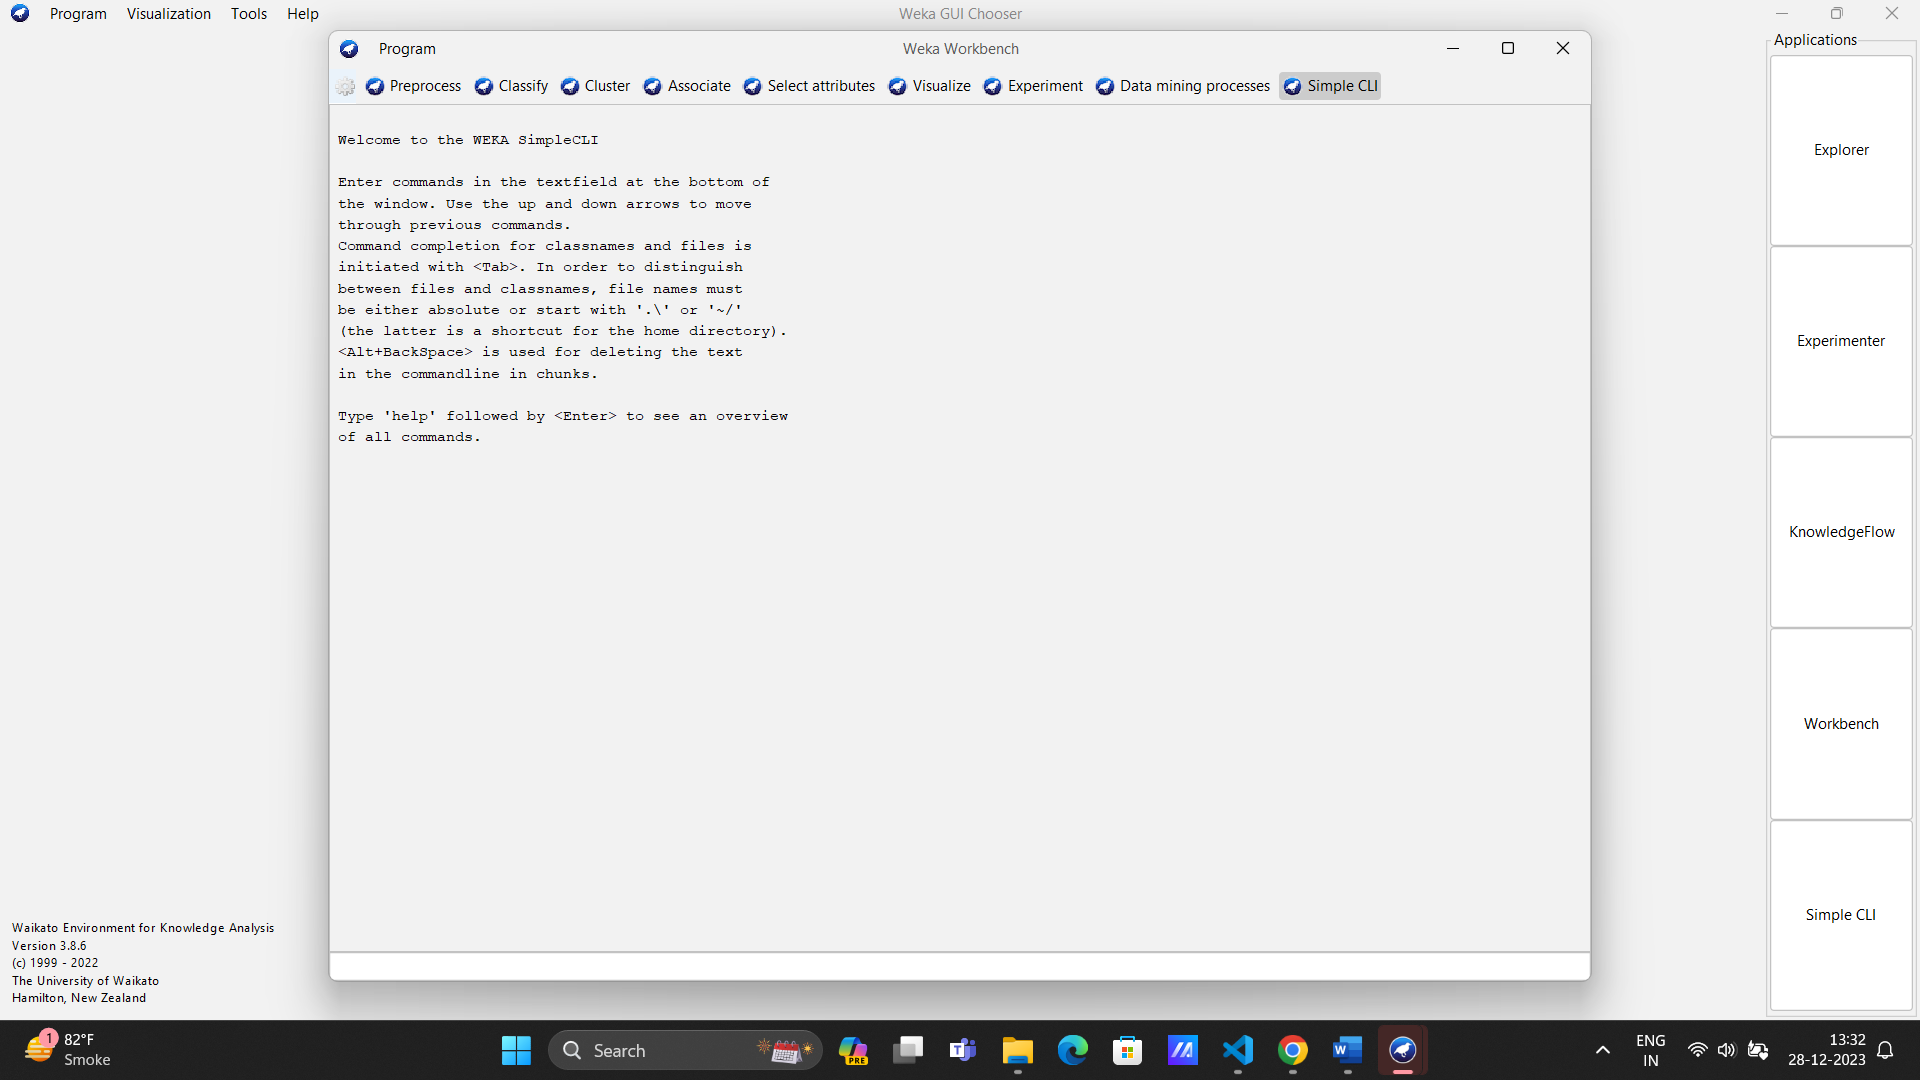 Program Visualization Tools Help
Weka GUI Chooser
Program
Weka Workbench
Preprocess Classify Cluster Associate Select attributes Visualize Experiment Data mining processes Simple CLI
Welcome to the WEKA SimpleCLI
Enter commands in the textfield at the bottom of
the window. Use the up and down arrows to move
through previous commands.
Command completion for classnames and files is
initiated with <Tab>. In order to distinguish
between files and classnames, file names must
be either absolute or start with '.\' or '~/'
(the latter is a shortcut for the home directory).
<Alt+BackSpace> is used for deleting the text
in the commandline in chunks.
Type 'help' followed by <Enter> to see an overview
of all commands.
Applications
Explorer
Experimenter
KnowledgeFlow
Workbench
Simple CLI
Waikato Environment for Knowledge Analysis
Version 3.8.6
(c) 1999 - 2022
The University of Waikato
Hamilton, New Zealand
1
82°F
Smoke
Search
PRE
ENG
IN
13:32
28-12-2023